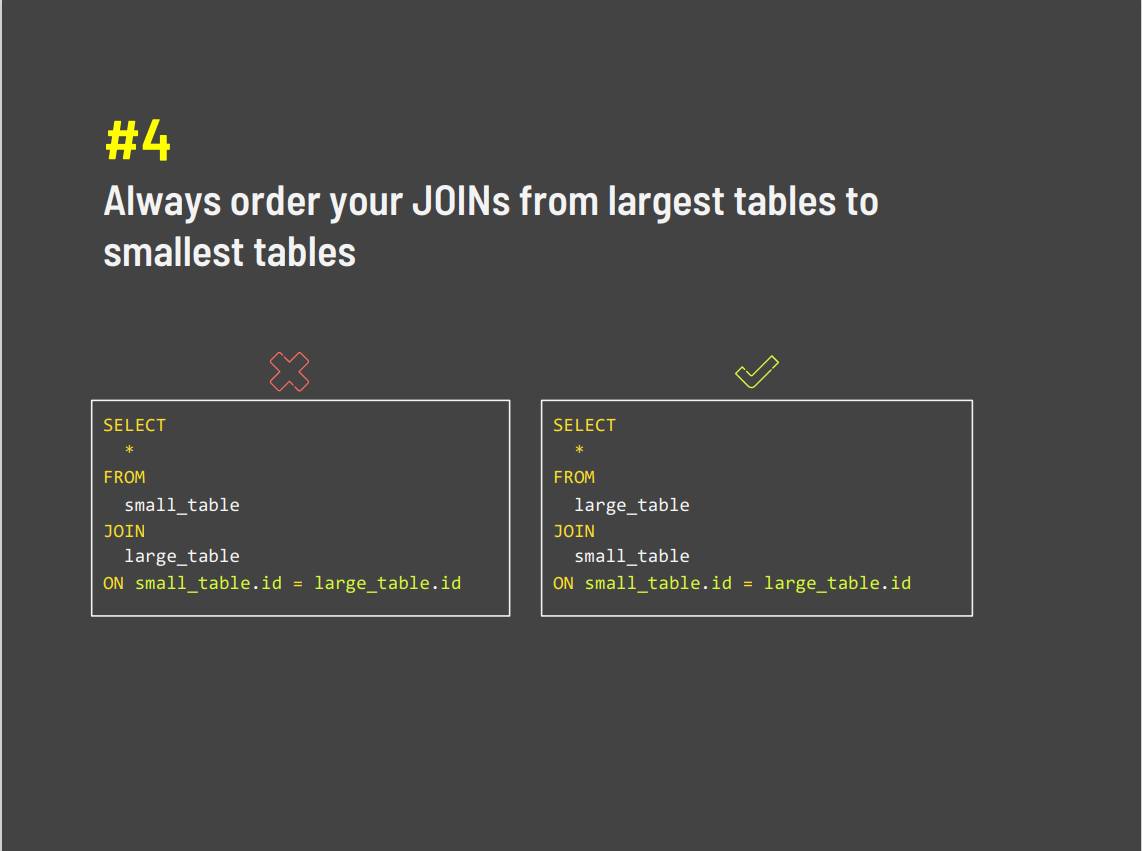 #4
Always order your JOINs from largest tables to
smallest tables
SELECT
*
FROM
small_table
JOIN
large_table
ON small_table.id = large_table.id
SELECT
*
FROM
large_table
JOIN
small_table
ON small_table.id = large_table.id